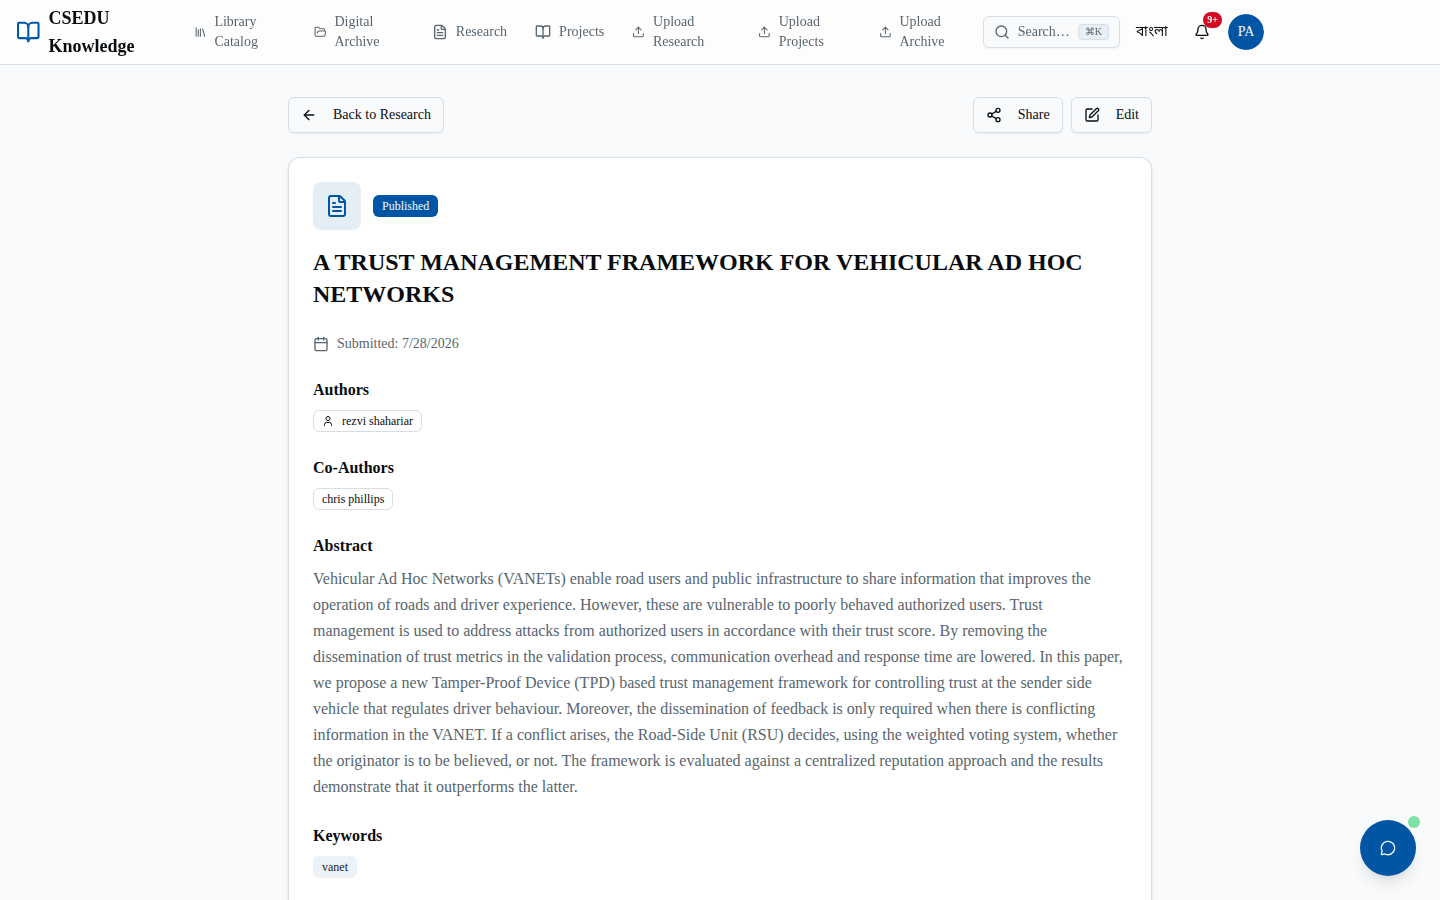 CSEDU
Knowledge
Library
Catalog
Digital
Archive
Research
Projects
Upload
Research
Upload
Projects
Upload
Archive
Search…
⌘K
বাংলা
9+
PA
Back to Research
Share
Edit
Published
A TRUST MANAGEMENT FRAMEWORK FOR VEHICULAR AD HOC
NETWORKS
Submitted: 7/28/2026
Authors
rezvi shahariar
Co-Authors
chris phillips
Abstract
Vehicular Ad Hoc Networks (VANETs) enable road users and public infrastructure to share information that improves the
operation of roads and driver experience. However, these are vulnerable to poorly behaved authorized users. Trust
management is used to address attacks from authorized users in accordance with their trust score. By removing the
dissemination of trust metrics in the validation process, communication overhead and response time are lowered. In this paper,
we propose a new Tamper-Proof Device (TPD) based trust management framework for controlling trust at the sender side
vehicle that regulates driver behaviour. Moreover, the dissemination of feedback is only required when there is conflicting
information in the VANET. If a conflict arises, the Road-Side Unit (RSU) decides, using the weighted voting system, whether
the originator is to be believed, or not. The framework is evaluated against a centralized reputation approach and the results
demonstrate that it outperforms the latter.
Keywords
vanet